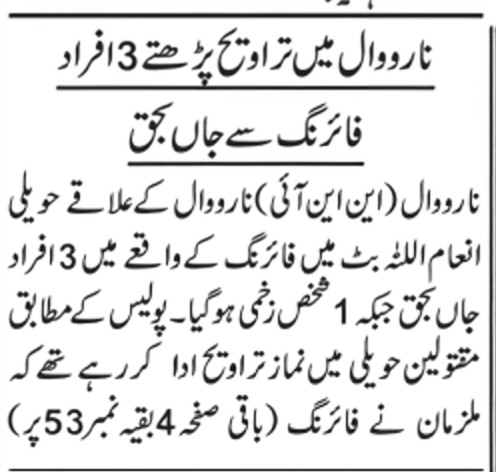 نارووال میں تراویح پڑھتے 3 افراد
فائرنگ سے جاں بحق
نارووال (این این آئی) نارووال کے علاقے حویلی
انعام اللہ بٹ میں فائرنگ کے واقعے میں 3 افراد
جاں بحق جبکہ 1 شخص زخمی ہوگیا۔ پولیس کے مطابق
مقتولین حویلی میں نماز تراویح ادا کر رہے تھے کہ
ملزمان نے فائرنگ (باقی صفحہ 4 بقیہ نمبر 53 پر)